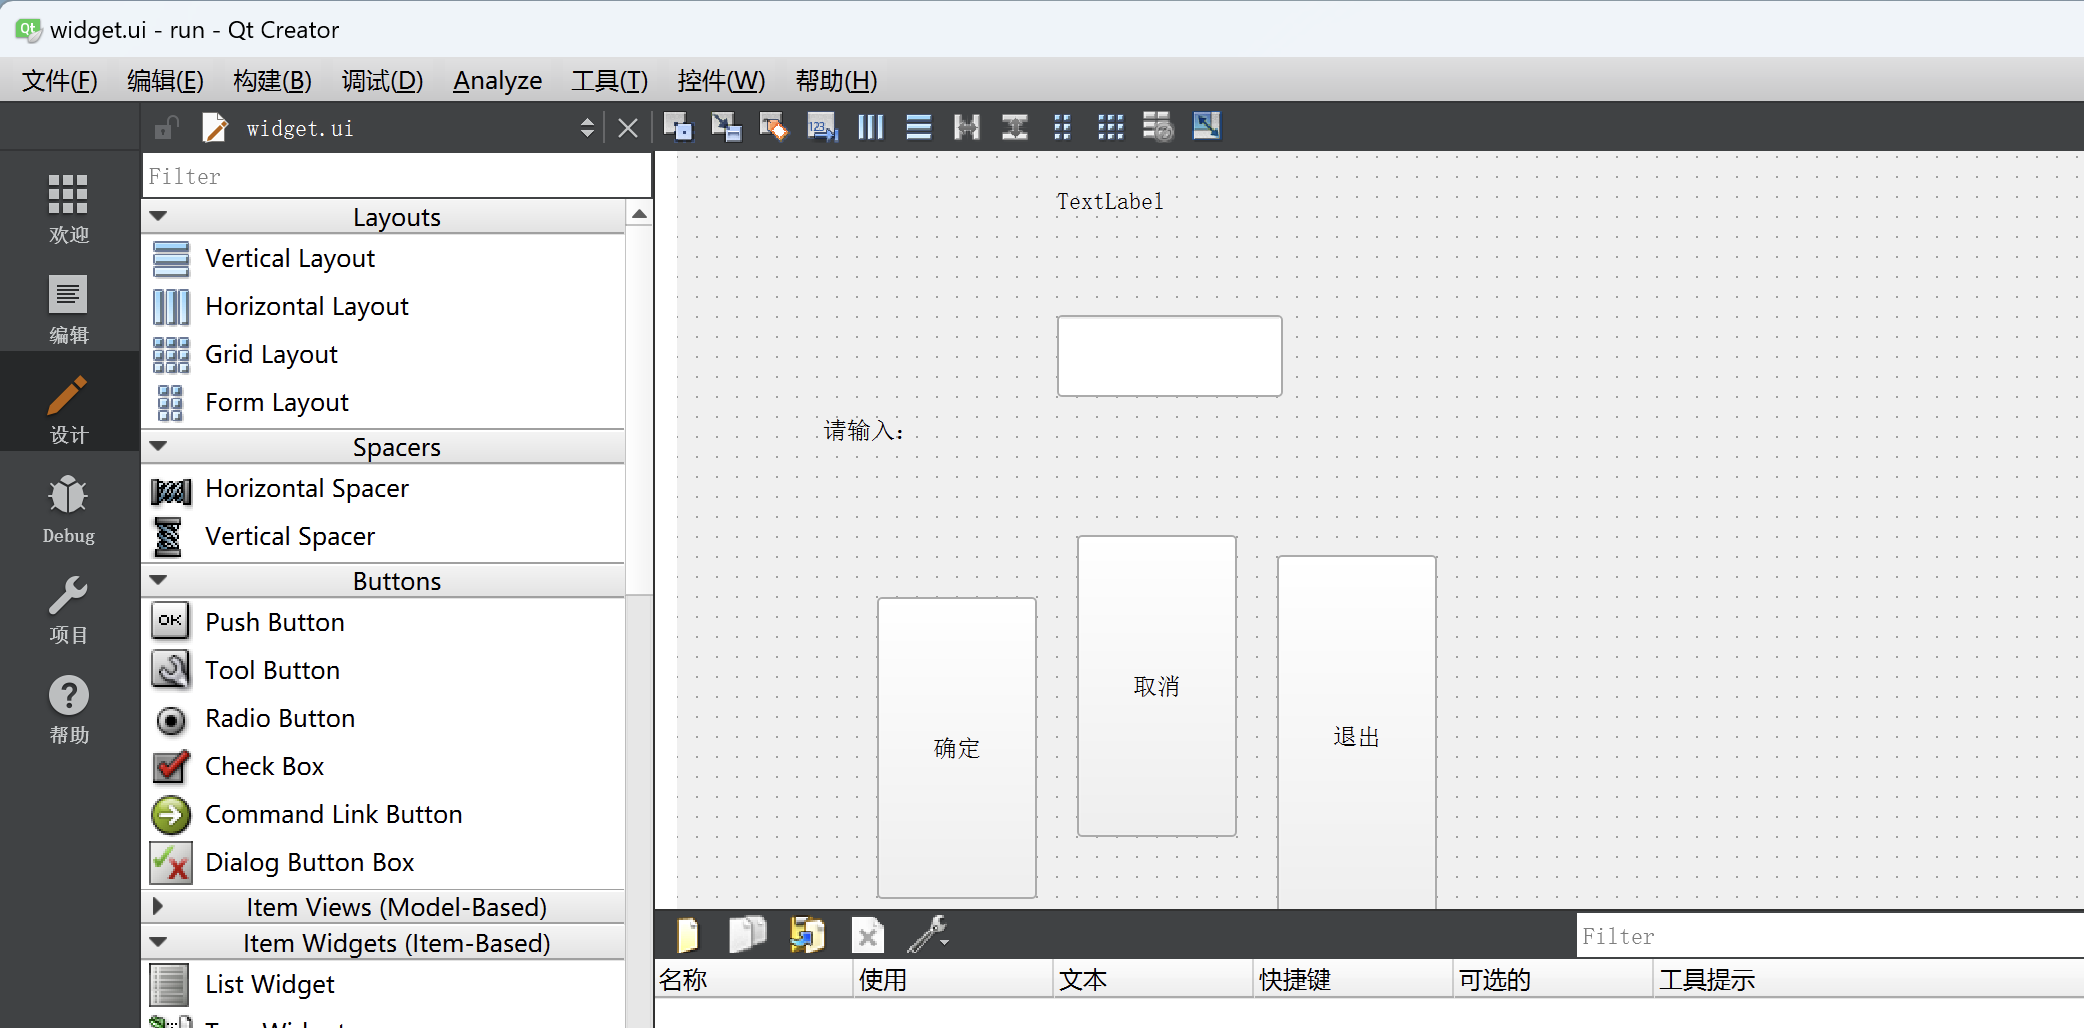 widget.ui - run - Qt Creator
文件(F) 编辑(E) 构建(B) 调试(D) Analyze 工具(T) 控件(W) 帮助(H)
widget.ui
Filter
欢迎
编辑
设计
Debug
项目
帮助
Layouts
Vertical Layout
Horizontal Layout
Grid Layout
Form Layout
Spacers
Horizontal Spacer
Vertical Spacer
Buttons
OK Push Button
Tool Button
Radio Button
Check Box
Command Link Button
Dialog Button Box
Item Views (Model-Based)
Item Widgets (Item-Based)
List Widget
TextLabel
请输入：
确定
取消
退出
Filter
名称 使用 文本 快捷键 可选的 工具提示